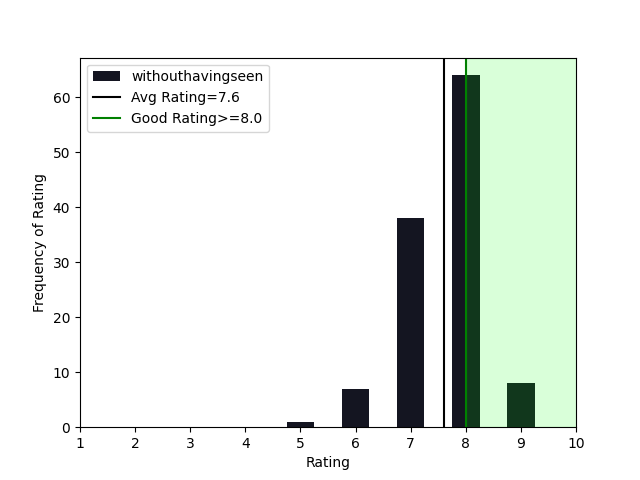 withouthavingseen
Avg Rating=7.6
Good Rating>=8.0
Frequency of Rating
60
50
40
30
20
10
0
1 2 3 4 5 6 7 8 9 10
Rating